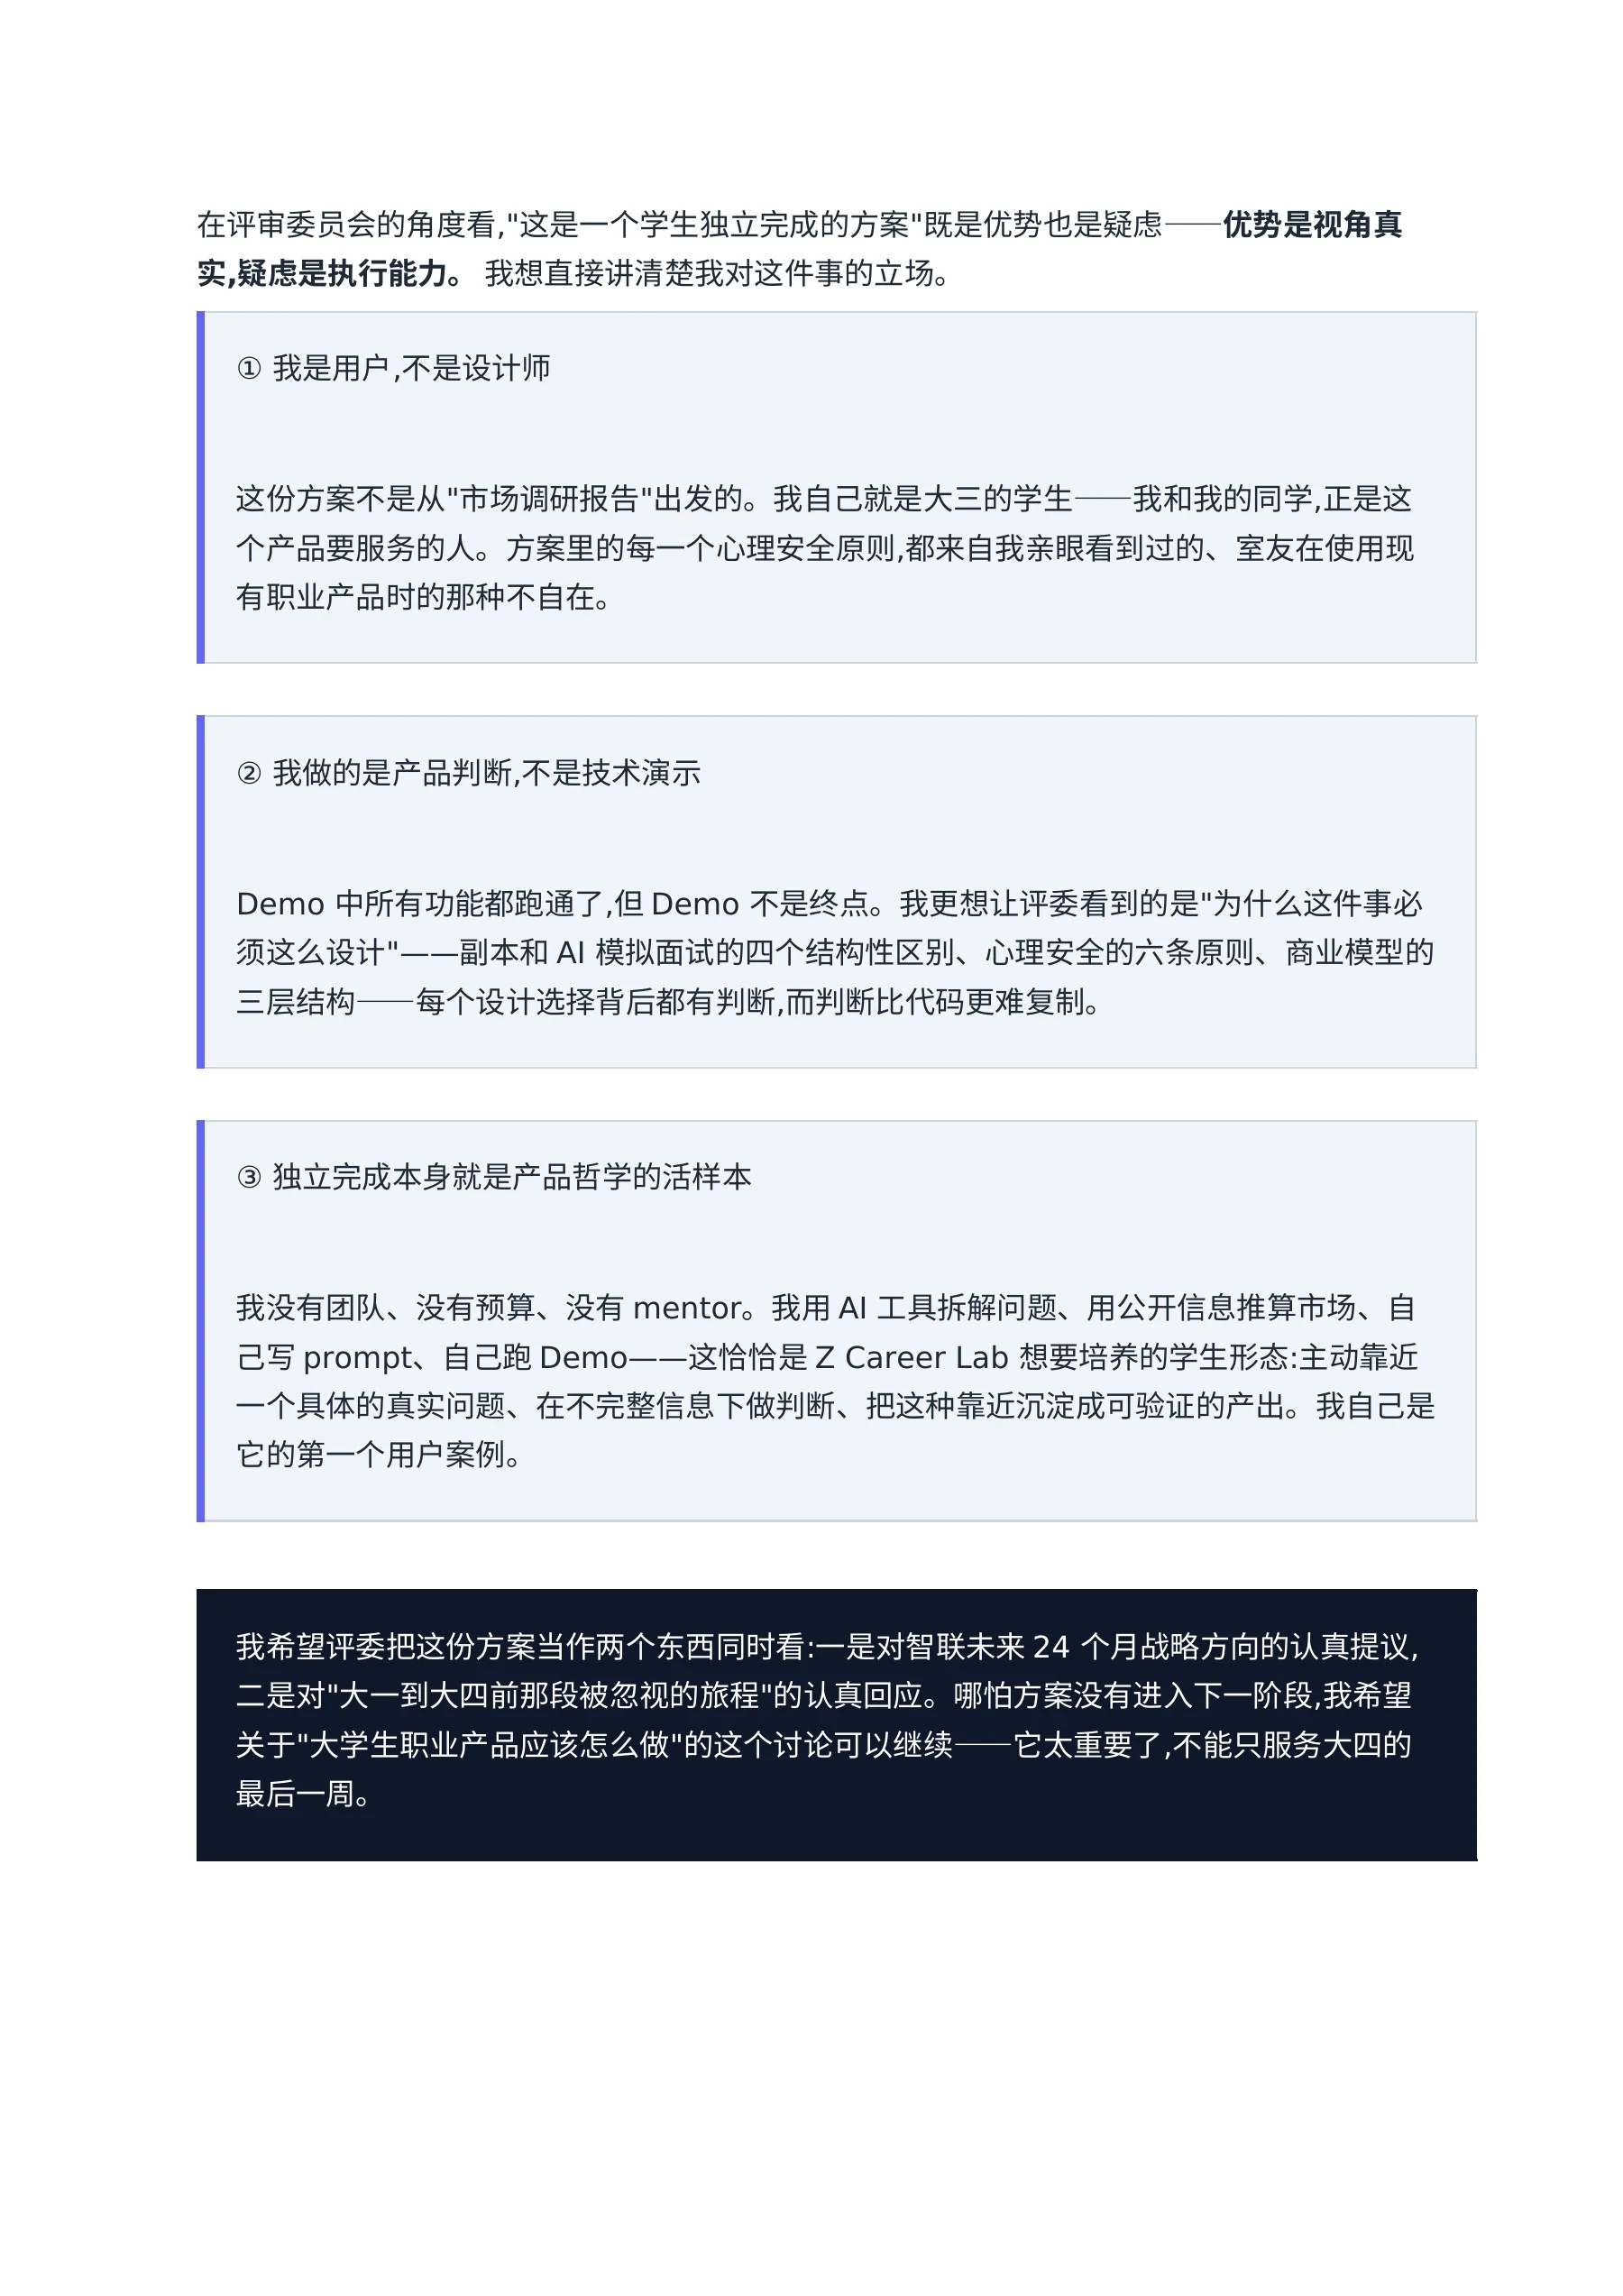 在评审委员会的角度看,"这是一个学生独立完成的方案"既是优势也是疑虑——优势是视角真
实,疑虑是执行能力。 我想直接讲清楚我对这件事的立场。
① 我是用户,不是设计师
这份方案不是从"市场调研报告"出发的。我自己就是大三的学生——我和我的同学,正是这
个产品要服务的人。方案里的每一个心理安全原则,都来自我亲眼看到过的、室友在使用现
有职业产品时的那种不自在。
② 我做的是产品判断,不是技术演示
Demo 中所有功能都跑通了,但 Demo 不是终点。我更想让评委看到的是"为什么这件事必
须这么设计"——副本和 AI 模拟面试的四个结构性区别、心理安全的六条原则、商业模型的
三层结构——每个设计选择背后都有判断,而判断比代码更难复制。
③ 独立完成本身就是产品哲学的活样本
我没有团队、没有预算、没有 mentor。我用 AI 工具拆解问题、用公开信息推算市场、自
己写 prompt、自己跑 Demo——这恰恰是 Z Career Lab 想要培养的学生形态:主动靠近
一个具体的真实问题、在不完整信息下做判断、把这种靠近沉淀成可验证的产出。我自己是
它的第一个用户案例。
我希望评委把这份方案当作两个东西同时看:一是对智联未来 24 个月战略方向的认真提议,
二是对"大一到大四前那段被忽视的旅程"的认真回应。哪怕方案没有进入下一阶段,我希望
关于"大学生职业产品应该怎么做"的这个讨论可以继续——它太重要了,不能只服务大四的
最后一周。